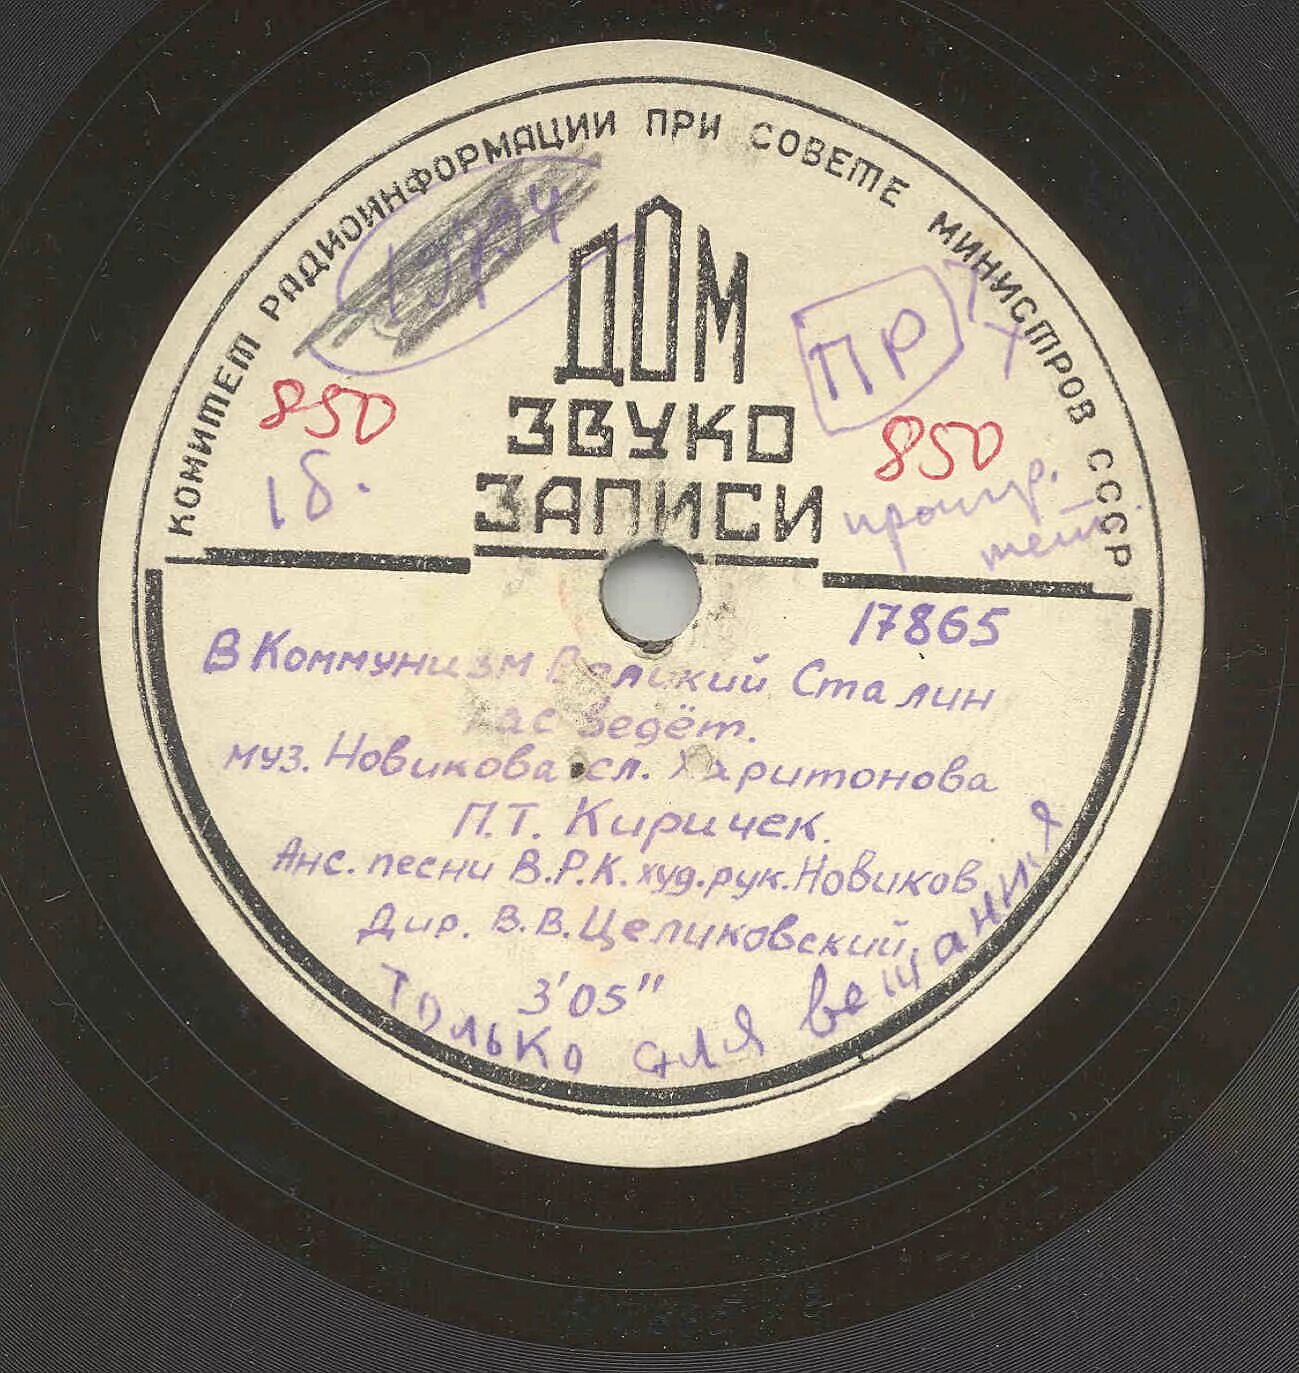 КОМИТЕТ РАДИОИНФОРМАЦИИ ПРИ СОВЕТЕ МИНИСТРОВ СССР
ДОМ
ЗВУКО
ЗАПИСИ
ПР
850
850
1б.
17865
В Коммунизм Великий Сталин
нас ведёт.
муз. Новикова сл. Харитонова
П.Т. Киричек.
Анс. песни В.Р.К. худ. рук. Новиков
Дир. В.В. Целиковский.
3'05"
только для вещания